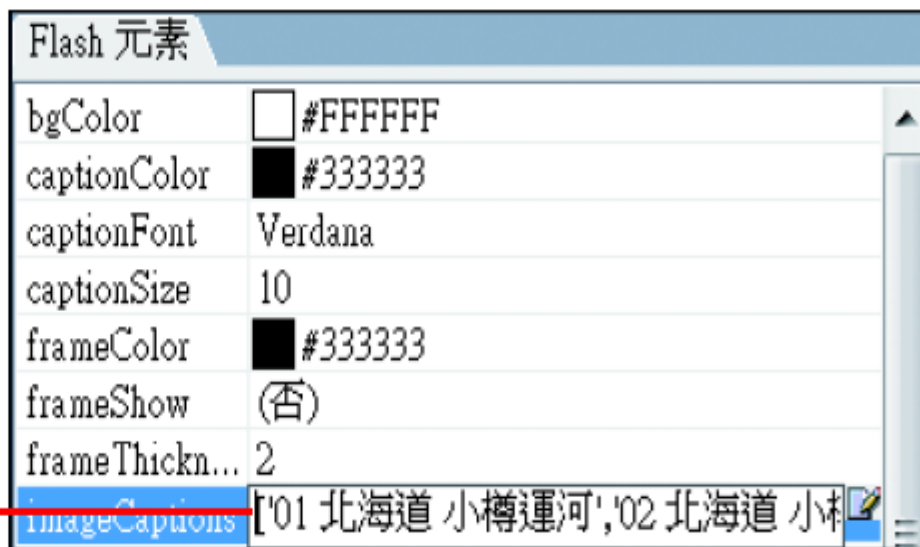 Flash 元素
bgColor #FFFFFF
captionColor #333333
captionFont Verdana
captionSize 10
frameColor #333333
frameShow (否)
frameThickn... 2
imageCaptions ['01 北海道 小樽運河','02 北海道 小